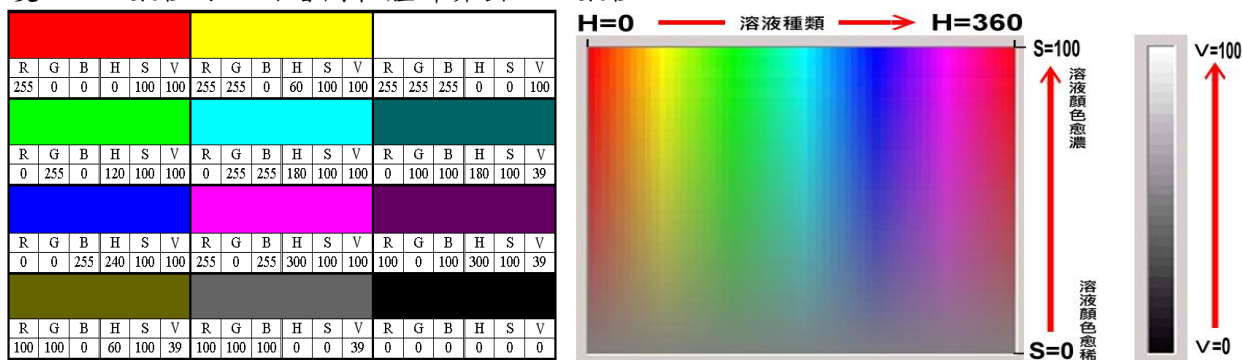 R G B H S V R G B H S V R G B H S V
255 0 0 0 100 100 255 255 0 60 100 100 255 255 255 0 0 100
R G B H S V R G B H S V R G B H S V
0 255 0 120 100 100 0 255 255 180 100 100 0 100 100 180 100 39
R G B H S V R G B H S V R G B H S V
0 0 255 240 100 100 255 0 255 300 100 100 100 0 100 300 100 39
R G B H S V R G B H S V R G B H S V
100 100 0 60 100 39 100 100 100 0 0 39 0 0 0 0 0 0
H=0 溶液種類 H=360
S=100
溶液顏色愈濃
溶液顏色愈稀
S=0
V=100
V=0